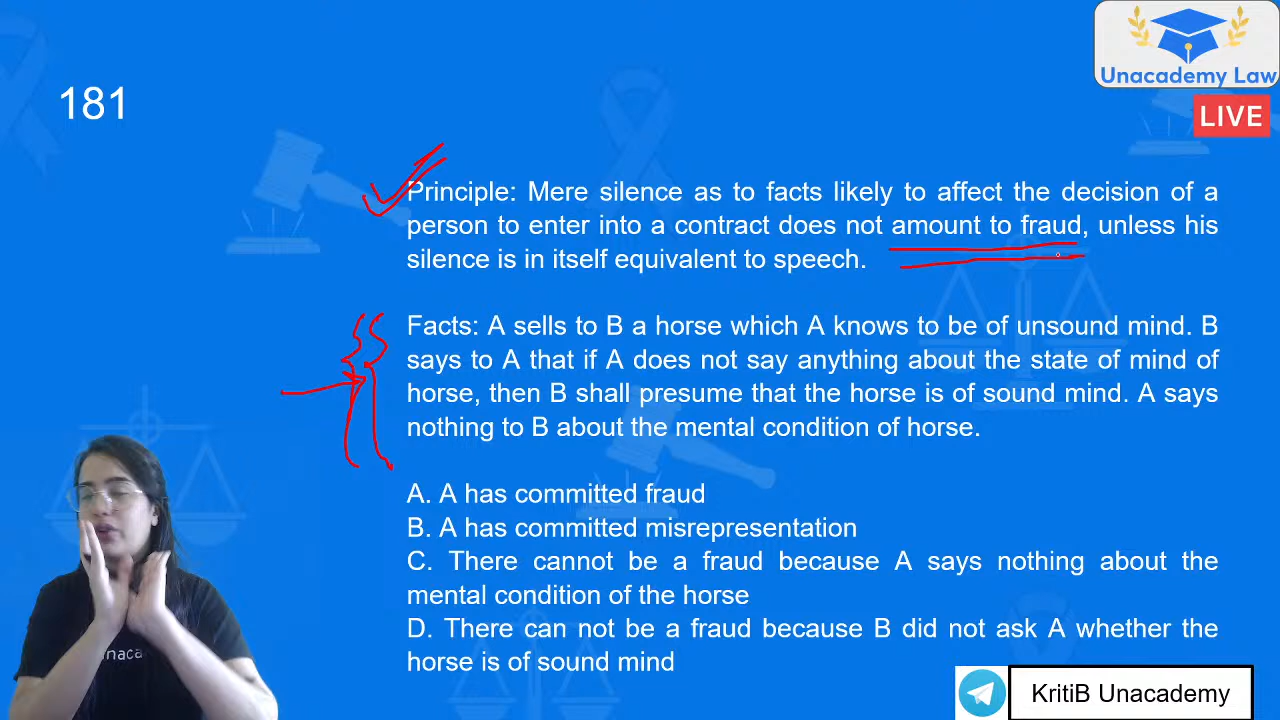 Unacademy Law
LIVE
181
Principle: Mere silence as to facts likely to affect the decision of a
person to enter into a contract does not amount to fraud, unless his
silence is in itself equivalent to speech.
Facts: A sells to B a horse which A knows to be of unsound mind. B
says to A that if A does not say anything about the state of mind of
horse, then B shall presume that the horse is of sound mind. A says
nothing to B about the mental condition of horse.
A. A has committed fraud
B. A has committed misrepresentation
C. There cannot be a fraud because A says nothing about the
mental condition of the horse
D. There can not be a fraud because B did not ask A whether the
horse is of sound mind
KritiB Unacademy